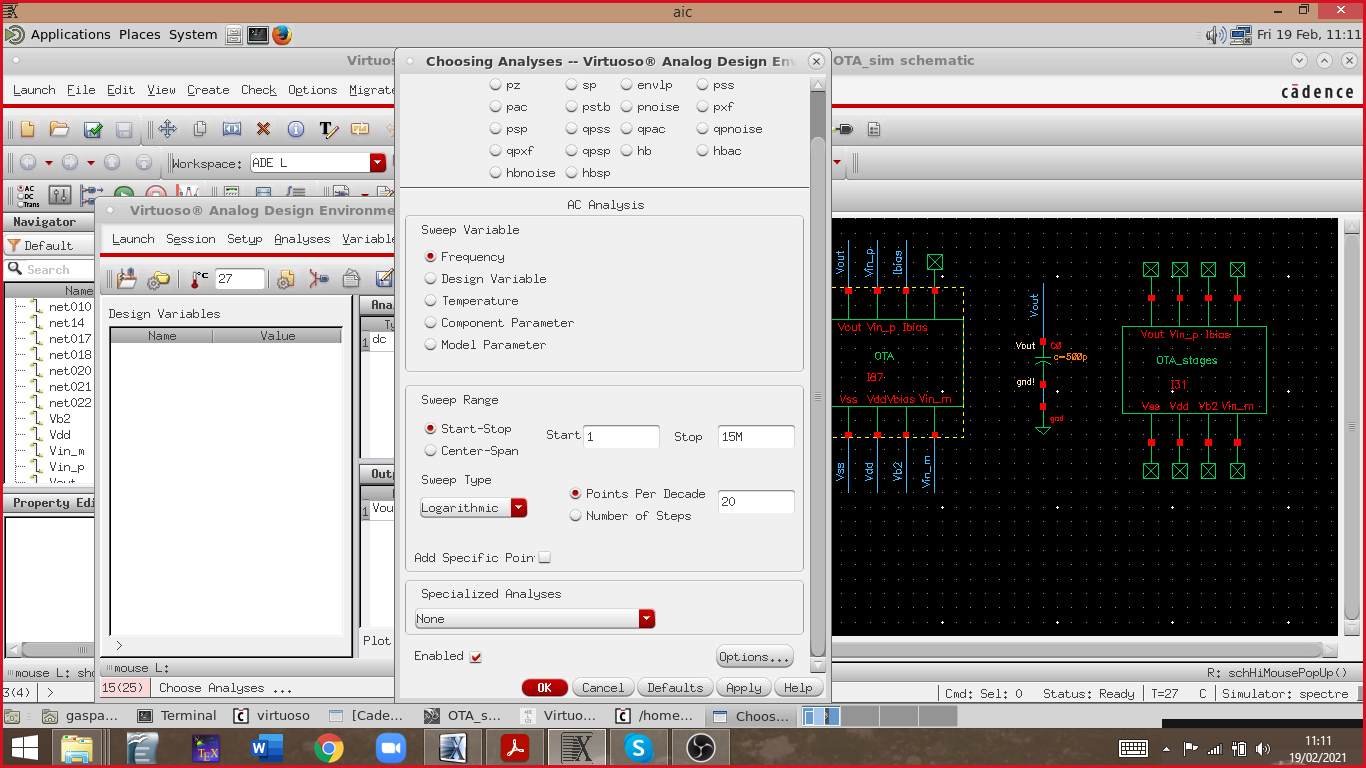 aic
Applications Places System
Fri 19 Feb, 11:11
Virtuos
Choosing Analyses -- Virtuoso® Analog Design En
OTA_sim schematic
Launch File Edit View Create Check Options Migrate
cādence
pz sp envlp pss
pac pstb pnoise pxf
psp qpss qpac qpnoise
qpxf qpsp hb hbac
hbnoise hbsp
Workspace: ADE L
AC
DC
Trans
AC Analysis
Navigator
Default
Search
Name
net010
net14
net017
net018
net020
net021
net022
Vb2
Vdd
Vin_m
Vin_p
Vout
Property Edi
Virtuoso® Analog Design Environme
Launch Session Setup Analyses Variable
°C 27
Design Variables
Name Value
Anal
Ty
1 dc
Outp
1 Vou
Plot
>
mouse L:
15(25) Choose Analyses ...
mouse L: sho
3(4) >
Sweep Variable
Frequency
Design Variable
Temperature
Component Parameter
Model Parameter
Sweep Range
Start-Stop Start 1 Stop 15M
Center-Span
Sweep Type
Logarithmic
Points Per Decade 20
Number of Steps
Add Specific Poin
Specialized Analyses
None
Enabled
Options...
OK Cancel Defaults Apply Help
Vout Vin_p Ibias
Vout Vin_p Ibias
OTA
I87
Vss Vdd Vbias Vin_m
Vss Vdd Vb2 Vin_m
Vout
Vout C0
c=500p
gnd!
gnd
Vout Vin_p Ibias
OTA_stages
I31
Vss Vdd Vb2 Vin_m
R: schHiMousePopUp()
Cmd: Sel: 0 Status: Ready T=27 C Simulator: spectre
gaspa... Terminal virtuoso [Cade... OTA_s... Virtuo... /home... Choos...
11:11
19/02/2021